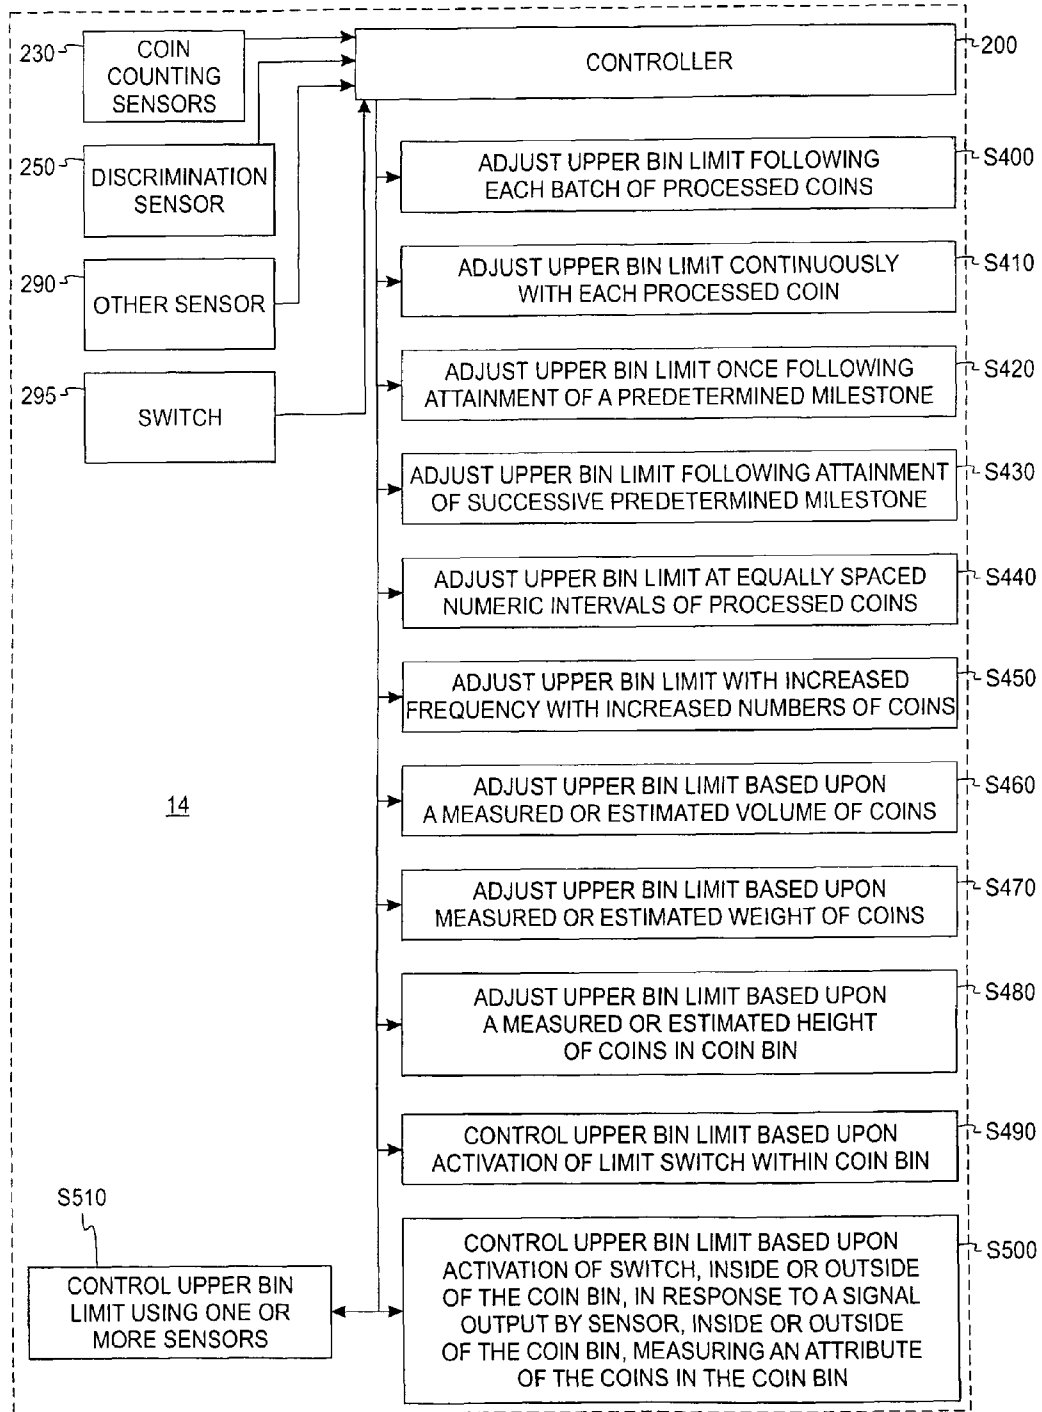 230
COIN
COUNTING
SENSORS
CONTROLLER
200
250
DISCRIMINATION
SENSOR
290
OTHER SENSOR
295
SWITCH
ADJUST UPPER BIN LIMIT FOLLOWING
EACH BATCH OF PROCESSED COINS
S400
ADJUST UPPER BIN LIMIT CONTINUOUSLY
WITH EACH PROCESSED COIN
S410
ADJUST UPPER BIN LIMIT ONCE FOLLOWING
ATTAINMENT OF A PREDETERMINED MILESTONE
S420
ADJUST UPPER BIN LIMIT FOLLOWING ATTAINMENT
OF SUCCESSIVE PREDETERMINED MILESTONE
S430
ADJUST UPPER BIN LIMIT AT EQUALLY SPACED
NUMERIC INTERVALS OF PROCESSED COINS
S440
ADJUST UPPER BIN LIMIT WITH INCREASED
FREQUENCY WITH INCREASED NUMBERS OF COINS
S450
14
ADJUST UPPER BIN LIMIT BASED UPON
A MEASURED OR ESTIMATED VOLUME OF COINS
S460
ADJUST UPPER BIN LIMIT BASED UPON
MEASURED OR ESTIMATED WEIGHT OF COINS
S470
ADJUST UPPER BIN LIMIT BASED UPON
A MEASURED OR ESTIMATED HEIGHT
OF COINS IN COIN BIN
S480
CONTROL UPPER BIN LIMIT BASED UPON
ACTIVATION OF LIMIT SWITCH WITHIN COIN BIN
S490
S510
CONTROL UPPER BIN
LIMIT USING ONE OR
MORE SENSORS
CONTROL UPPER BIN LIMIT BASED UPON
ACTIVATION OF SWITCH, INSIDE OR OUTSIDE
OF THE COIN BIN, IN RESPONSE TO A SIGNAL
OUTPUT BY SENSOR, INSIDE OR OUTSIDE
OF THE COIN BIN, MEASURING AN ATTRIBUTE
OF THE COINS IN THE COIN BIN
S500